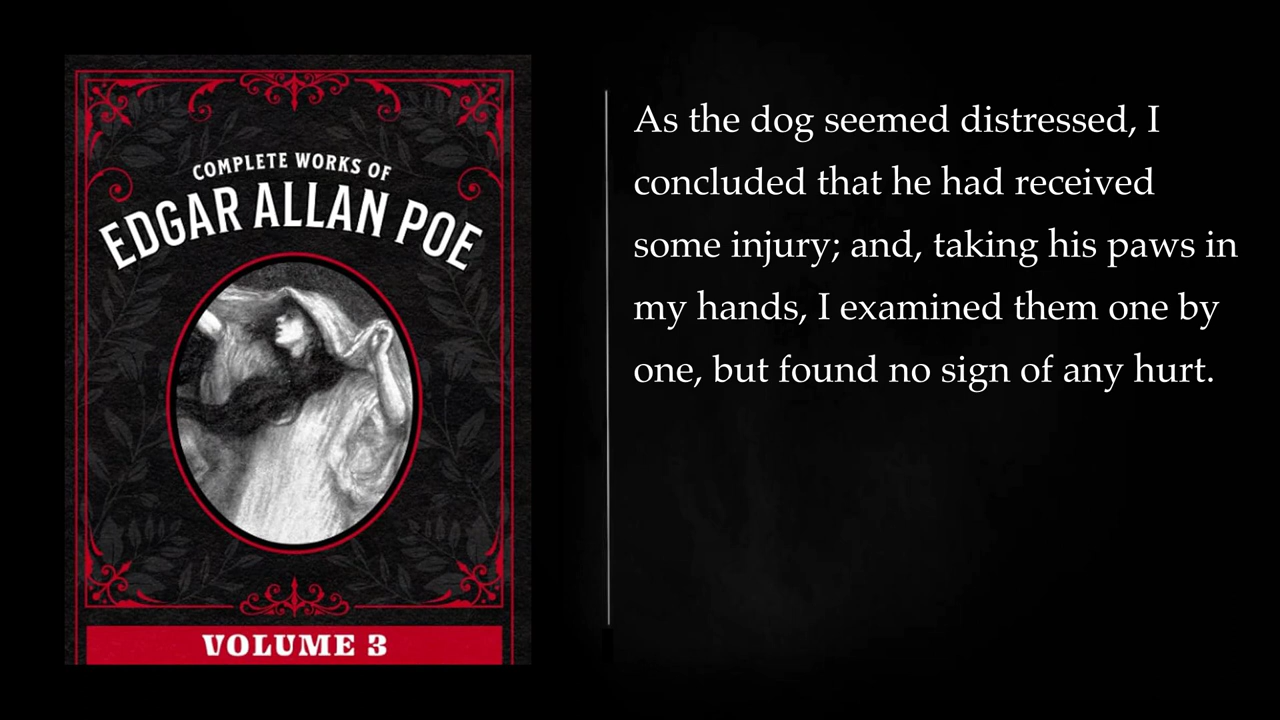 COMPLETE WORKS OF
EDGAR ALLAN POE
VOLUME 3
As the dog seemed distressed, I
concluded that he had received
some injury; and, taking his paws in
my hands, I examined them one by
one, but found no sign of any hurt.